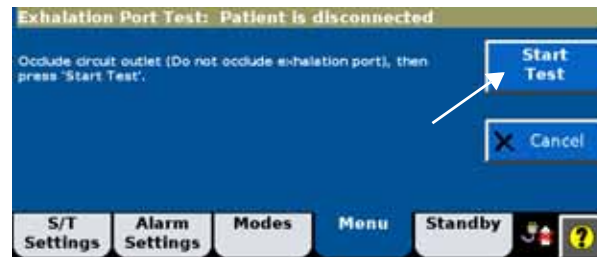 Exhalation Port Test: Patient is disconnected
Occlude circuit outlet (Do not occlude exhalation port), then
press 'Start Test'.
Start
Test
Cancel
S/T
Settings
Alarm
Settings
Modes
Menu
Standby
?